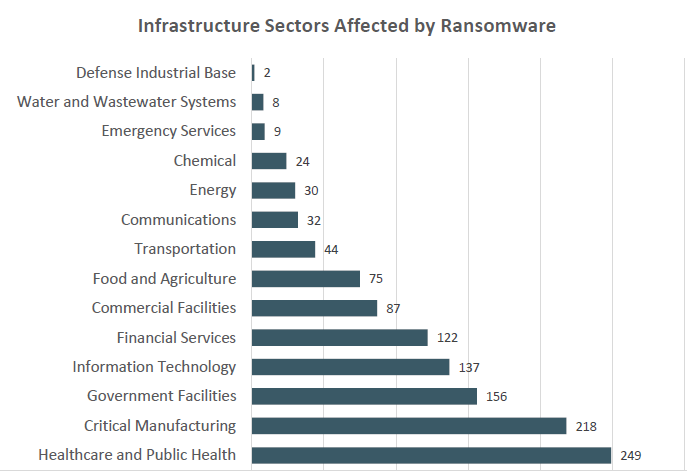 Infrastructure Sectors Affected by Ransomware
Defense Industrial Base 2
Water and Wastewater Systems 8
Emergency Services 9
Chemical 24
Energy 30
Communications 32
Transportation 44
Food and Agriculture 75
Commercial Facilities 87
Financial Services 122
Information Technology 137
Government Facilities 156
Critical Manufacturing 218
Healthcare and Public Health 249